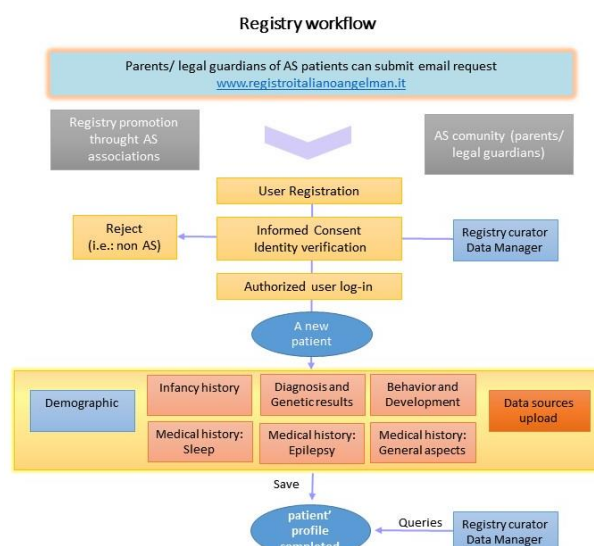 Registry workflow
Parents/ legal guardians of AS patients can submit email request
www.registroitalianoangelman.it
Registry promotion
throught AS
associations
AS comunity (parents/
legal guardians)
User Registration
Reject
(i.e.: non AS)
Informed Consent
Identity verification
Registry curator
Data Manager
Authorized user log-in
A new
patient
Demographic
Infancy history
Diagnosis and
Genetic results
Behavior and
Development
Data sources
upload
Medical history:
Sleep
Medical history:
Epilepsy
Medical history:
General aspects
Save
patient'
profile
completed
Queries
Registry curator
Data Manager